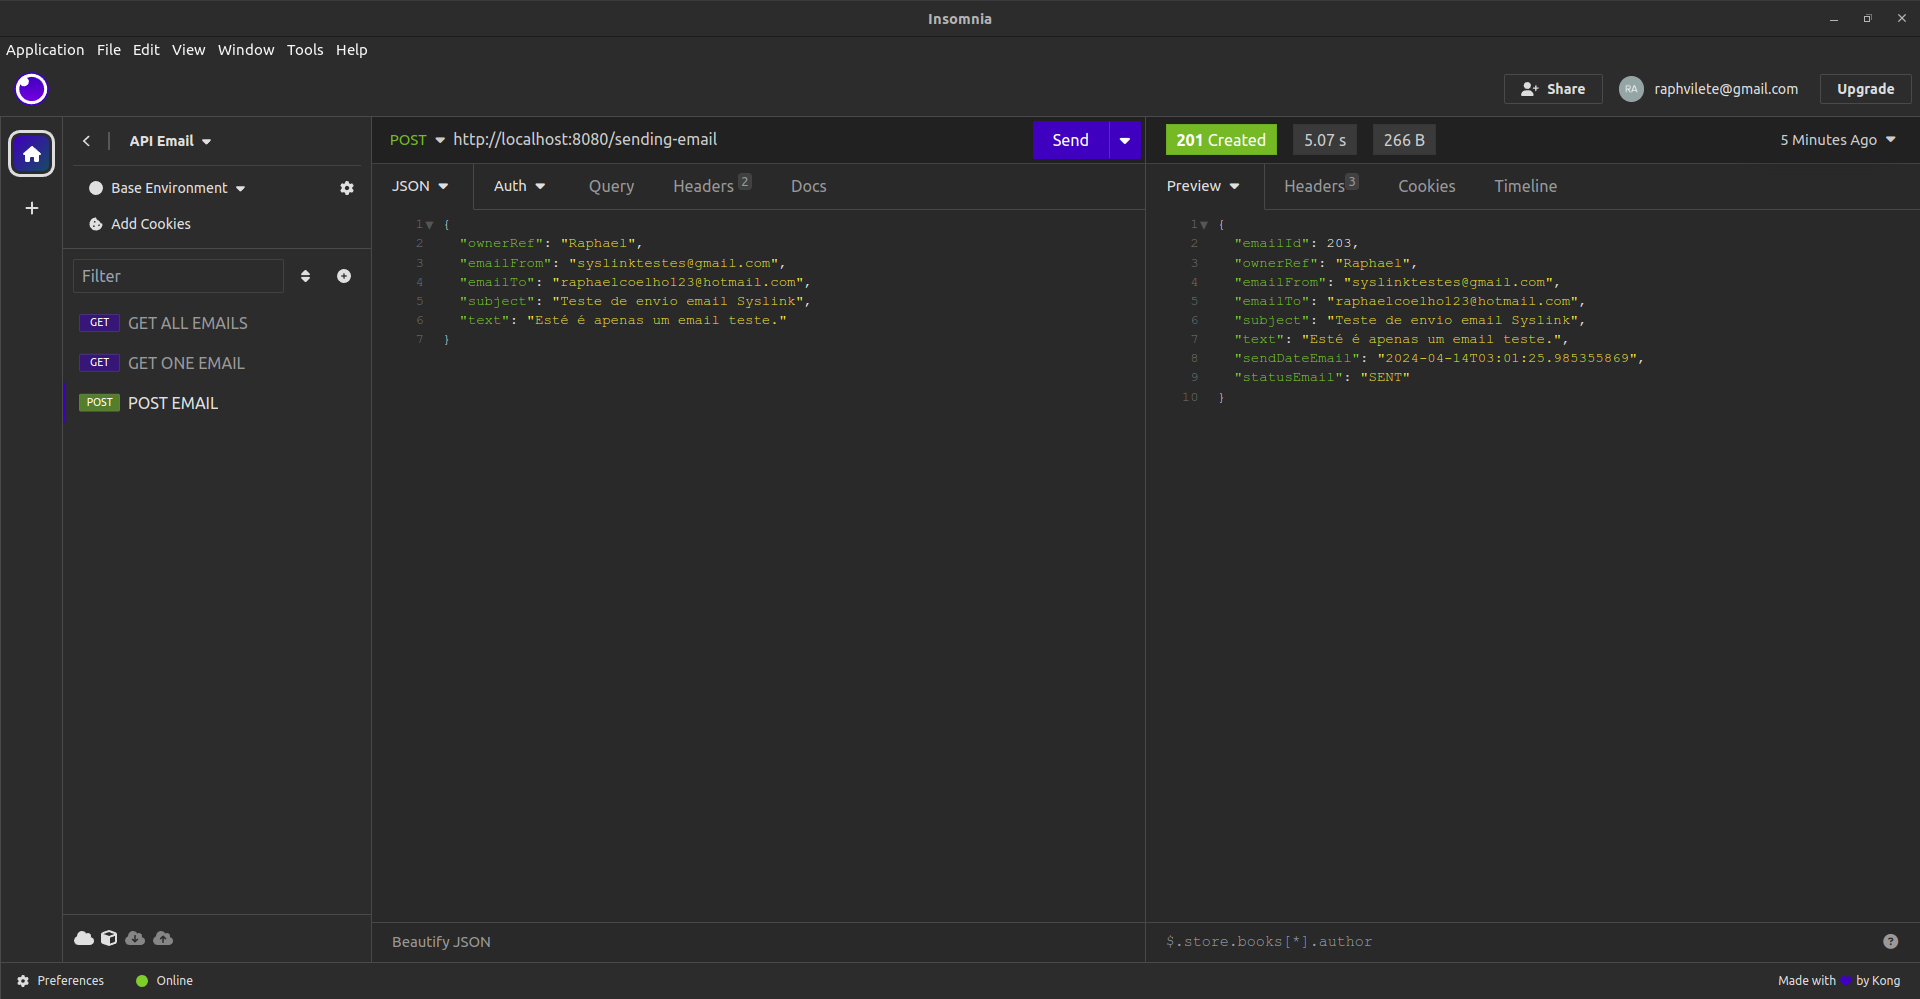 Insomnia
Application File Edit View Window Tools Help
Share
RA
raphvilete@gmail.com
Upgrade
API Email
Base Environment
Add Cookies
Filter
GET GET ALL EMAILS
GET GET ONE EMAIL
POST POST EMAIL
POST http://localhost:8080/sending-email
Send
JSON Auth Query Headers 2 Docs
1 {
2 "ownerRef": "Raphael",
3 "emailFrom": "syslinktestes@gmail.com",
4 "emailTo": "raphaelcoelho123@hotmail.com",
5 "subject": "Teste de envio email Syslink",
6 "text": "Esté é apenas um email teste."
7 }
Beautify JSON
201 Created 5.07 s 266 B 5 Minutes Ago
Preview Headers 3 Cookies Timeline
1 {
2 "emailId": 203,
3 "ownerRef": "Raphael",
4 "emailFrom": "syslinktestes@gmail.com",
5 "emailTo": "raphaelcoelho123@hotmail.com",
6 "subject": "Teste de envio email Syslink",
7 "text": "Esté é apenas um email teste.",
8 "sendDateEmail": "2024-04-14T03:01:25.985355869",
9 "statusEmail": "SENT"
10 }
$.store.books[*].author
?
Preferences Online
Made with by Kong